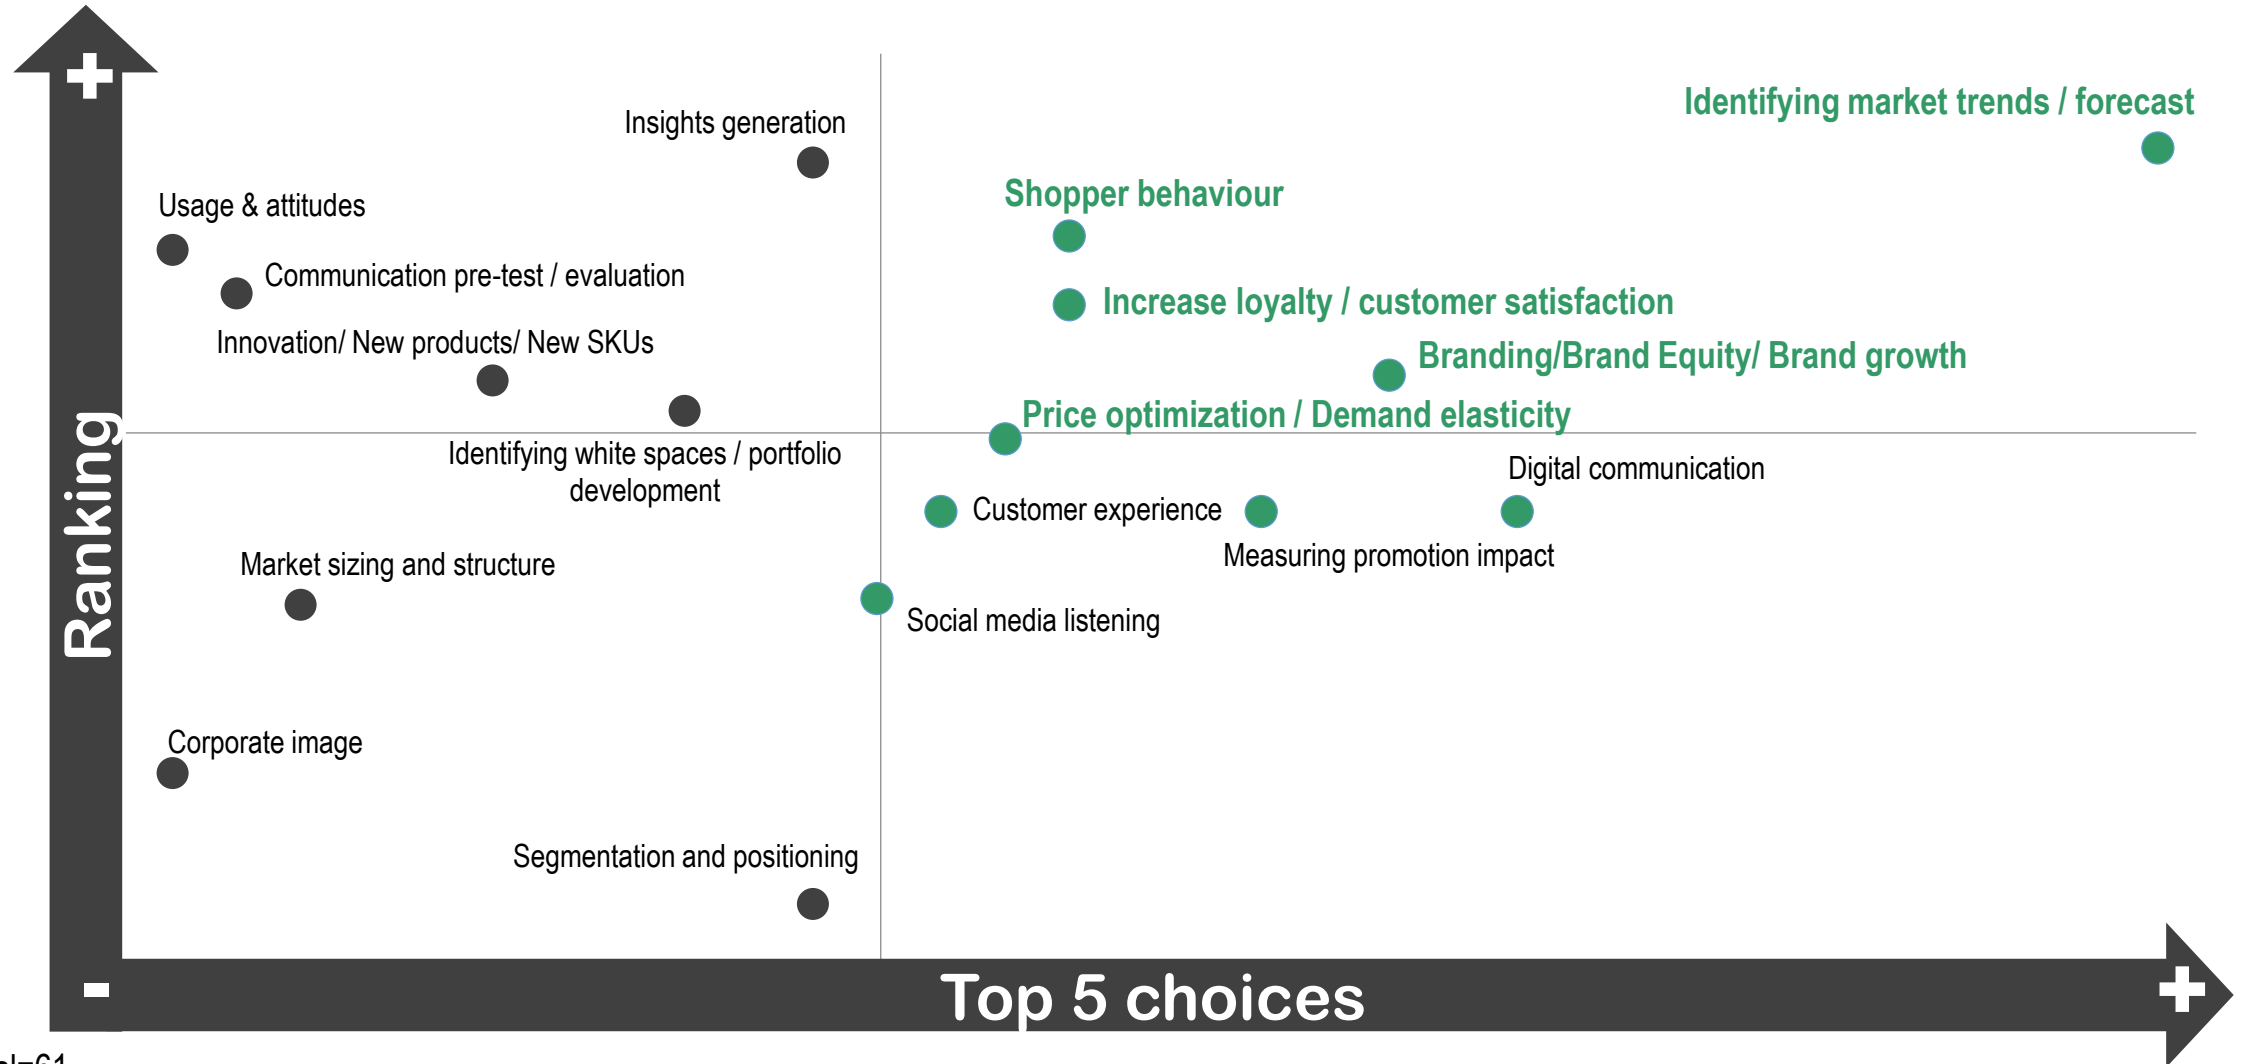 +
Identifying market trends / forecast
Insights generation
Shopper behaviour
Usage & attitudes
Communication pre-test / evaluation
Increase loyalty / customer satisfaction
Innovation/ New products/ New SKUs
Branding/Brand Equity/ Brand growth
Price optimization / Demand elasticity
Ranking
Identifying white spaces / portfolio
development
Digital communication
Customer experience
Measuring promotion impact
Market sizing and structure
Social media listening
Corporate image
Segmentation and positioning
-
Top 5 choices
+